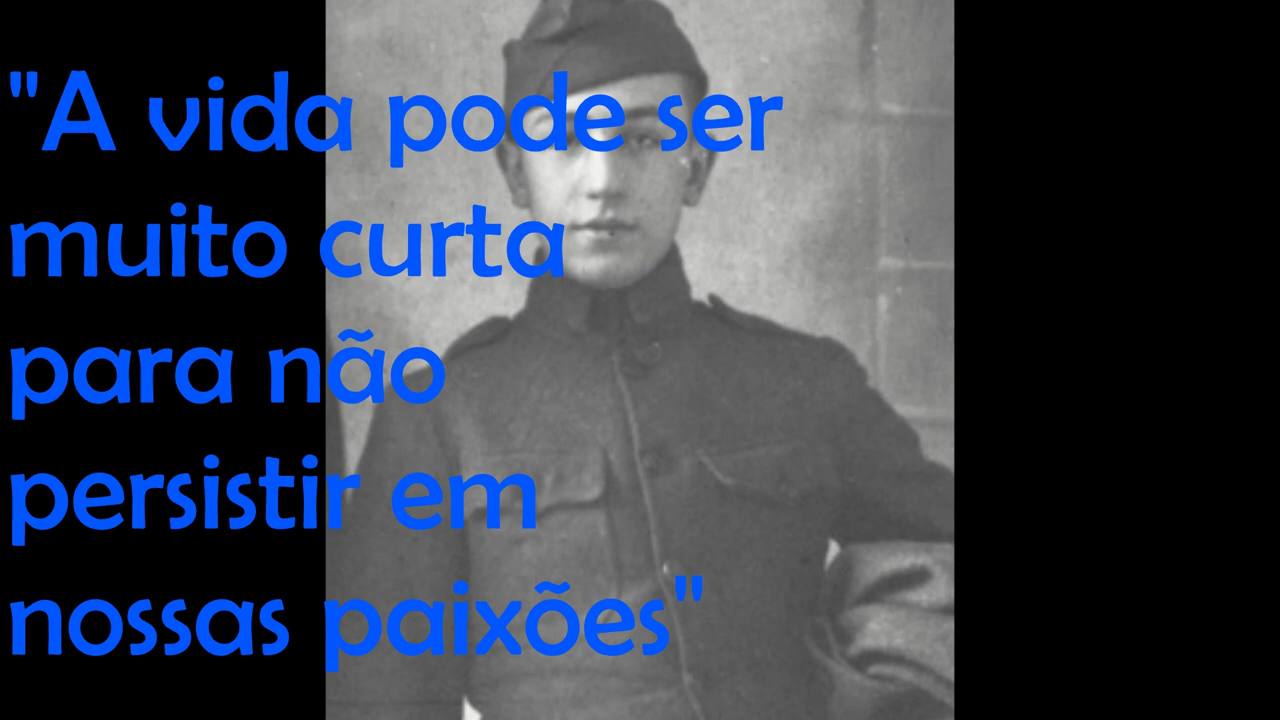 "A vida pode ser
muito curta
para não
persistir em
nossas paixões"